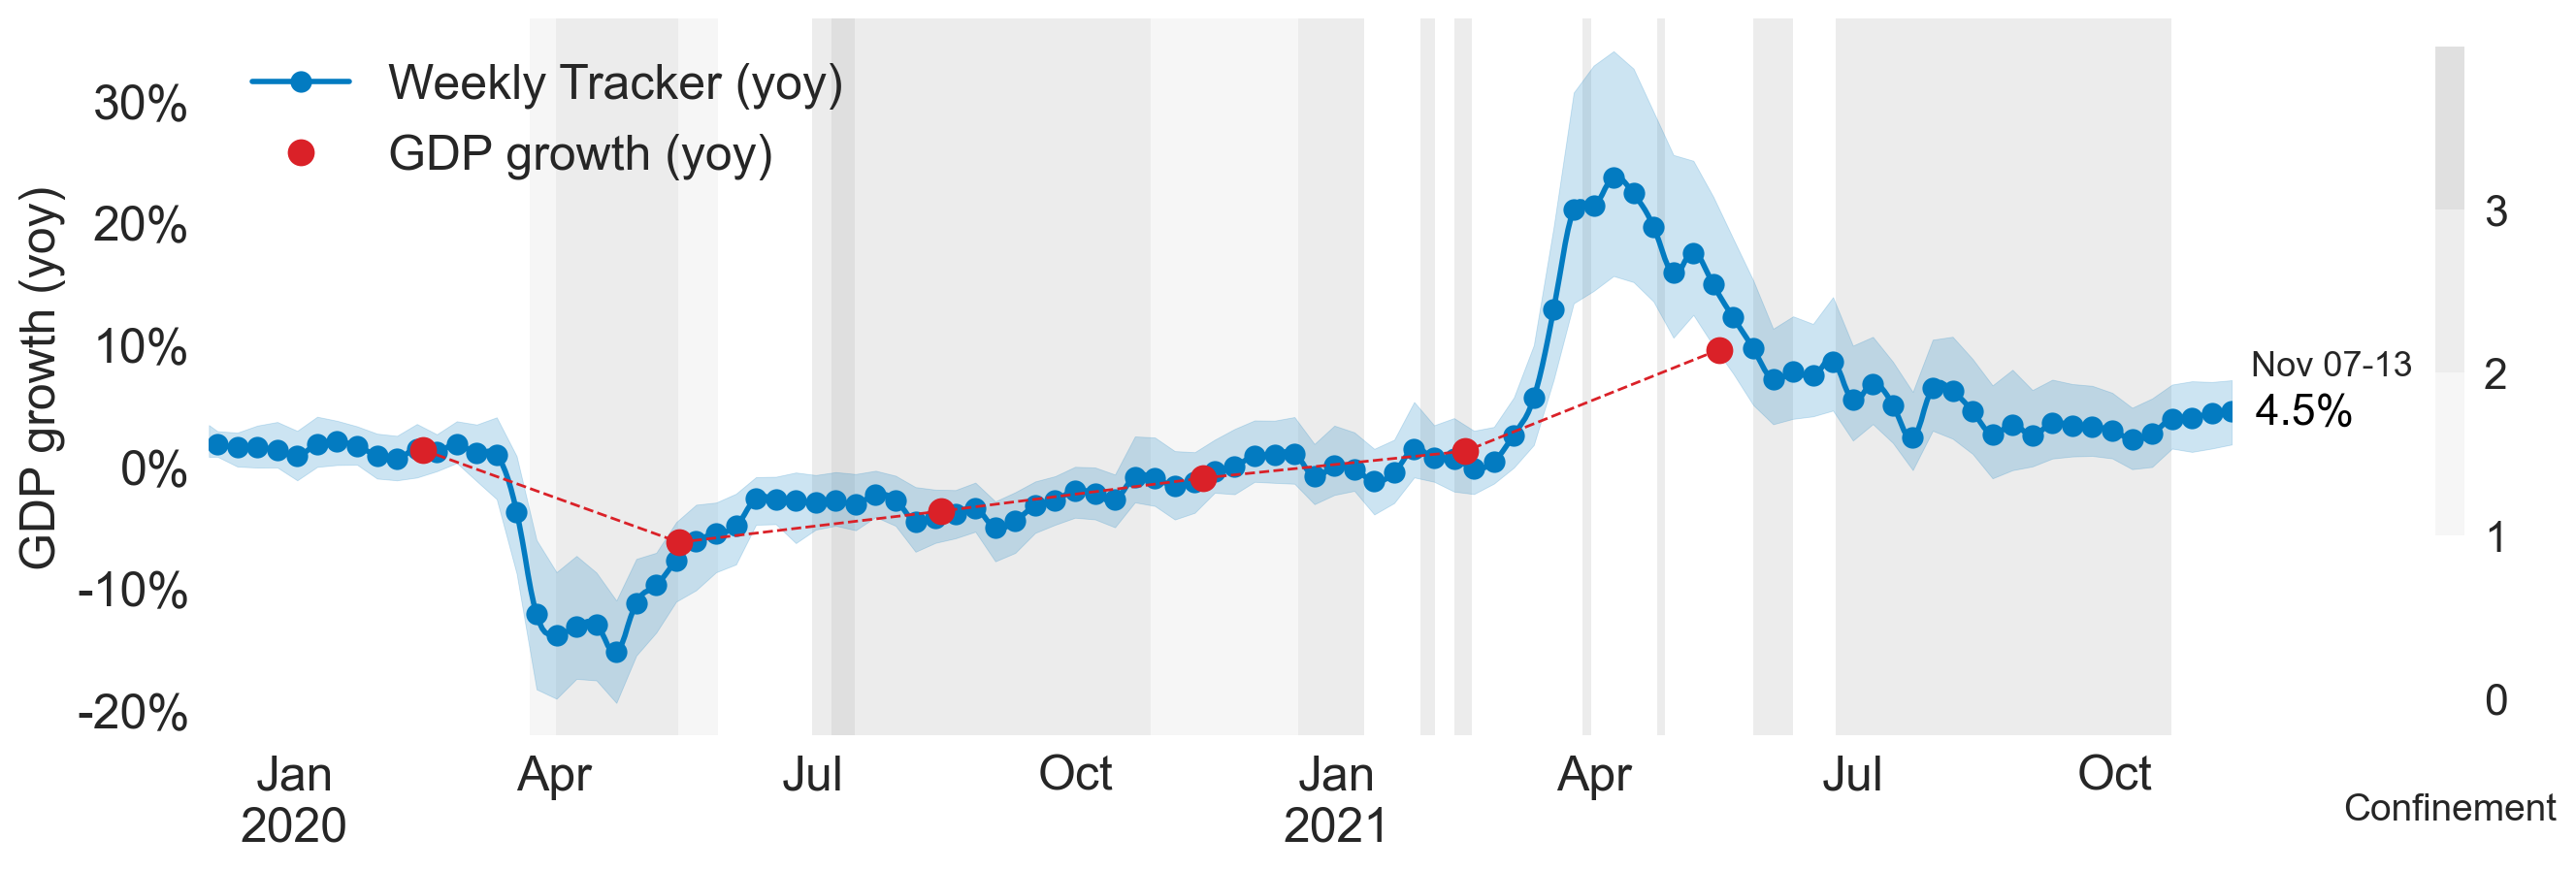 Weekly Tracker (yoy)
GDP growth (yoy)
GDP growth (yoy)
30%
20%
10%
0%
-10%
-20%
Jan
2020
Apr
Jul
Oct
Jan
2021
Apr
Jul
Oct
Nov 07-13
4.5%
3
2
1
0
Confinement